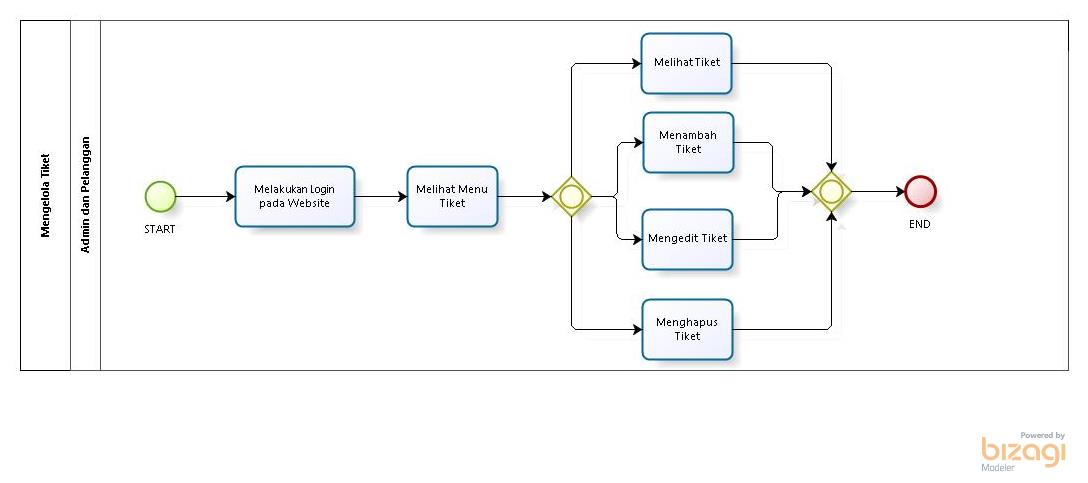 Mengelola Tiket
Admin dan Pelanggan
START
Melakukan Login
pada Website
Melihat Menu
Tiket
Melihat Tiket
Menambah
Tiket
Mengedit Tiket
Menghapus
Tiket
END
Powered by
bizagi
Modeler